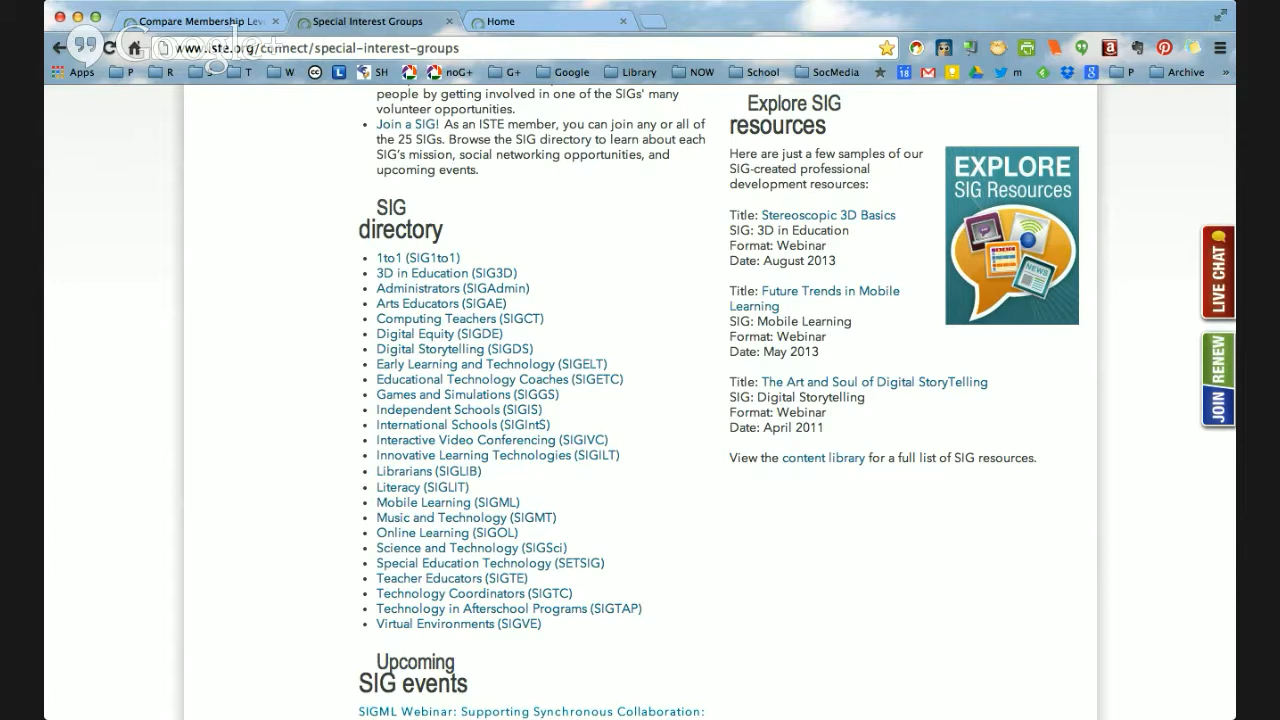 Compare Membership Lev
Special Interest Groups
Home
Google+
www.iste.org/connect/special-interest-groups
Apps
P
R
T
W
SH
noG+
G+
Google
Library
NOW
School
SocMedia
18
m
P
Archive
people by getting involved in one of the SIGs' many
volunteer opportunities.
Join a SIG! As an ISTE member, you can join any or all of
the 25 SIGs. Browse the SIG directory to learn about each
SIG's mission, social networking opportunities, and
upcoming events.
SIG
directory
1to1 (SIG1to1)
3D in Education (SIG3D)
Administrators (SIGAdmin)
Arts Educators (SIGAE)
Computing Teachers (SIGCT)
Digital Equity (SIGDE)
Digital Storytelling (SIGDS)
Early Learning and Technology (SIGELT)
Educational Technology Coaches (SIGETC)
Games and Simulations (SIGGS)
Independent Schools (SIGIS)
International Schools (SIGIntS)
Interactive Video Conferencing (SIGIVC)
Innovative Learning Technologies (SIGILT)
Librarians (SIGLIB)
Literacy (SIGLIT)
Mobile Learning (SIGML)
Music and Technology (SIGMT)
Online Learning (SIGOL)
Science and Technology (SIGSci)
Special Education Technology (SETSIG)
Teacher Educators (SIGTE)
Technology Coordinators (SIGTC)
Technology in Afterschool Programs (SIGTAP)
Virtual Environments (SIGVE)
Upcoming
SIG events
SIGML Webinar: Supporting Synchronous Collaboration:
Explore SIG
resources
Here are just a few samples of our
SIG-created professional
development resources:
Title: Stereoscopic 3D Basics
SIG: 3D in Education
Format: Webinar
Date: August 2013
Title: Future Trends in Mobile
Learning
SIG: Mobile Learning
Format: Webinar
Date: May 2013
Title: The Art and Soul of Digital StoryTelling
SIG: Digital Storytelling
Format: Webinar
Date: April 2011
View the content library for a full list of SIG resources.
EXPLORE
SIG Resources
NEWS
LIVE CHAT
JOIN RENEW